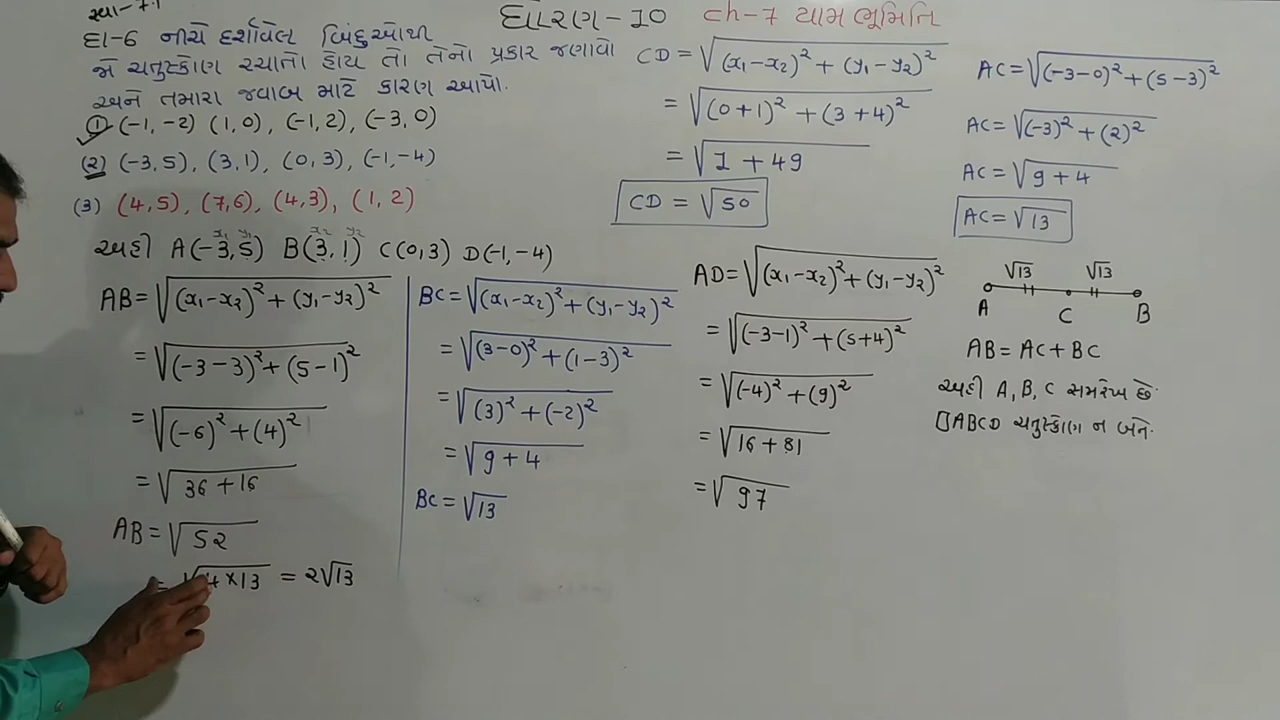 સ્વા-7.1
ધોરણ-10 ch-7 યામ ભૂમિતિ
દા-6 નીચે દર્શાવેલ બિંદુઓથી
જો ચતુષ્કોણ રચાતો હોય તો તેનો પ્રકાર જણાવો
અને તમારા જવાબ માટે કારણ આપો.
① (-1, -2) (1, 0), (-1, 2), (-3, 0)
(2) (-3, 5), (3, 1), (0, 3), (-1, -4)
(3) (4, 5), (7, 6), (4, 3), (1, 2)
અહીં A(-3, 5) B(3, 1) C(0, 3) D(-1, -4)
x₁ y₁ x₂ y₂
AB = √(x₁-x₂)² + (y₁-y₂)²
= √(-3-3)² + (5-1)²
= √(-6)² + (4)²
= √36 + 16
AB = √52
= √4×13 = 2√13
BC = √(x₁-x₂)² + (y₁-y₂)²
= √(3-0)² + (1-3)²
= √(3)² + (-2)²
= √9 + 4
BC = √13
CD = √(x₁-x₂)² + (y₁-y₂)²
= √(0+1)² + (3+4)²
= √1 + 49
CD = √50
AD = √(x₁-x₂)² + (y₁-y₂)²
= √(-3-1)² + (5+4)²
= √(-4)² + (9)²
= √16 + 81
= √97
AC = √(-3-0)² + (5-3)²
AC = √(-3)² + (2)²
AC = √9 + 4
AC = √13
√13 √13
A C B
AB = AC + BC
અહીં A, B, C સમરેખ છે.
□ABCD ચતુષ્કોણ ન બને.